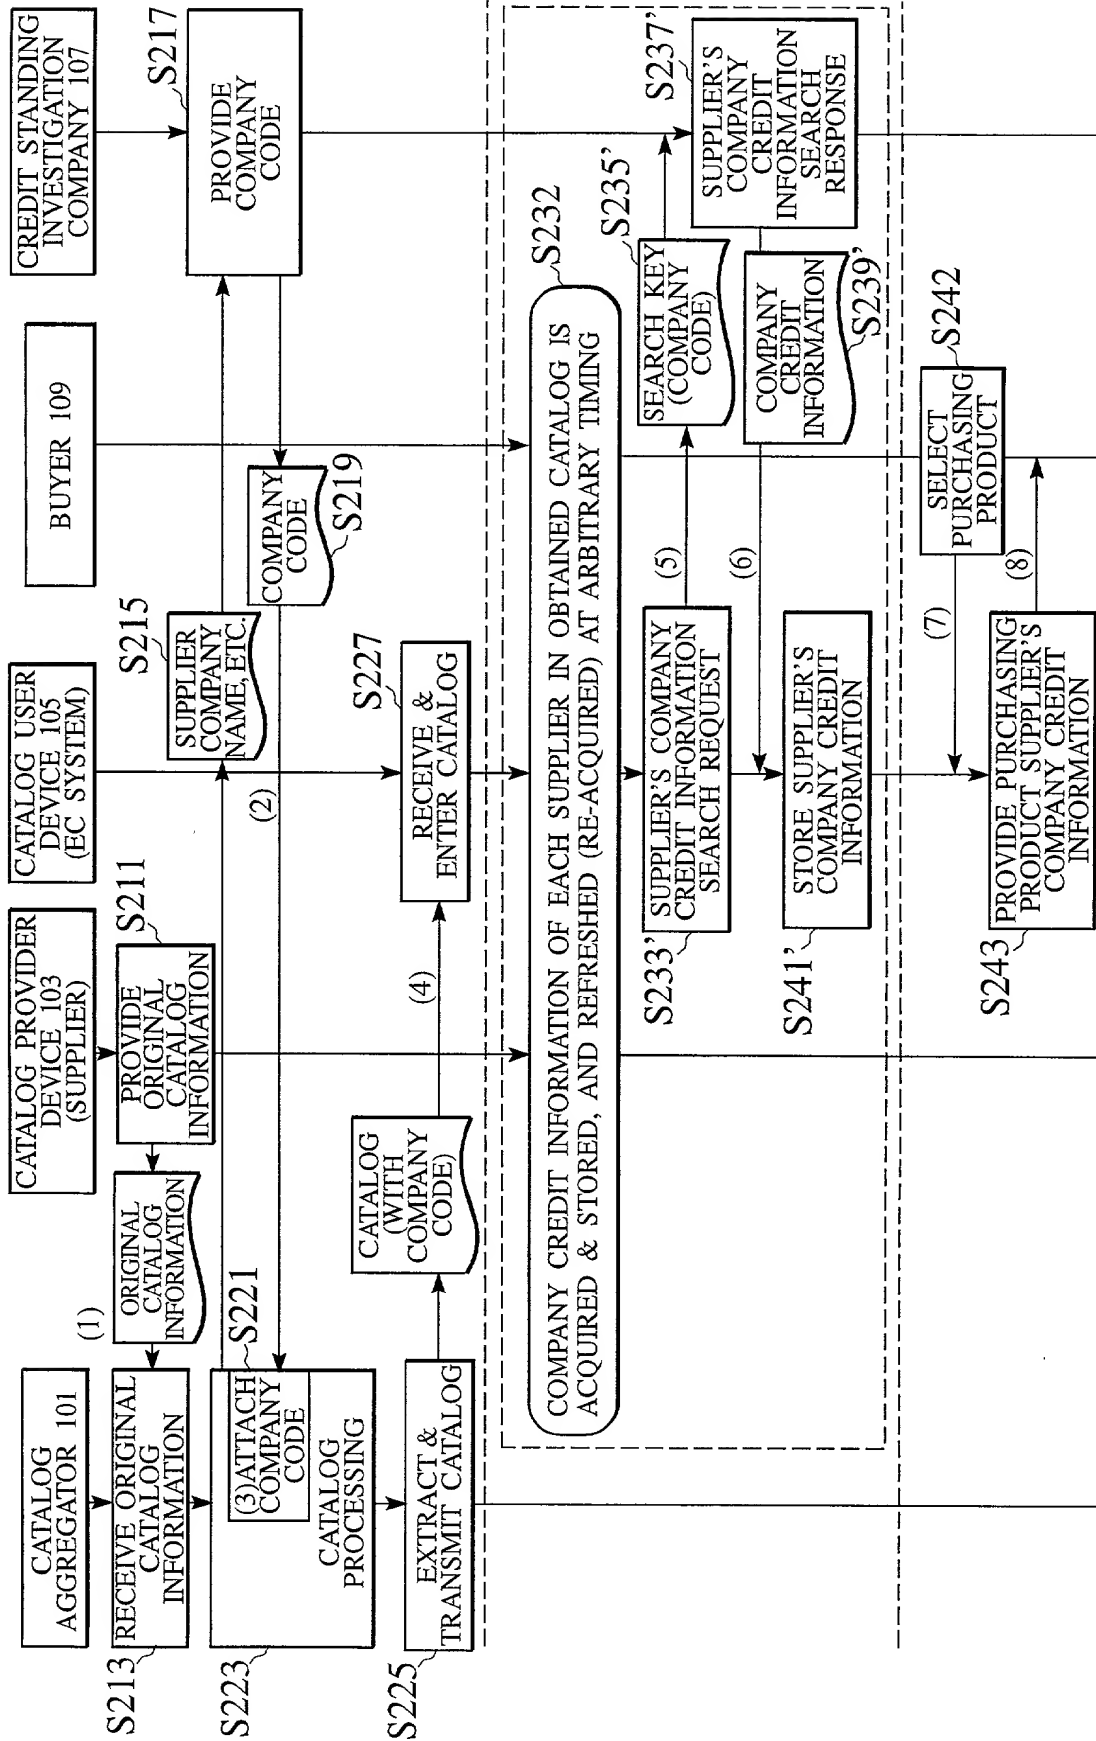 CATALOG
AGGREGATOR 101
CATALOG PROVIDER
DEVICE 103
(SUPPLIER)
CATALOG USER
DEVICE 105
(EC SYSTEM)
BUYER 109
CREDIT STANDING
INVESTIGATION
COMPANY 107
S213
RECEIVE ORIGINAL
CATALOG
INFORMATION
(1)
ORIGINAL
CATALOG
INFORMATION
PROVIDE
ORIGINAL
CATALOG
INFORMATION
S211
S215
SUPPLIER
COMPANY
NAME, ETC.
S217
PROVIDE
COMPANY
CODE
S223
(3)ATTACH
COMPANY
CODE
S221
CATALOG
PROCESSING
(2)
COMPANY
CODE
S219
S225
EXTRACT &
TRANSMIT CATALOG
CATALOG
(WITH
COMPANY
CODE)
(4)
RECEIVE &
ENTER CATALOG
S227
S232
COMPANY CREDIT INFORMATION OF EACH SUPPLIER IN OBTAINED CATALOG IS
ACQUIRED & STORED, AND REFRESHED (RE-ACQUIRED) AT ARBITRARY TIMING
S233'
SUPPLIER'S COMPANY
CREDIT INFORMATION
SEARCH REQUEST
(5)
SEARCH KEY
(COMPANY
CODE)
S235'
SUPPLIER'S
COMPANY
CREDIT
INFORMATION
SEARCH
RESPONSE
S237'
(6)
COMPANY
CREDIT
INFORMATION
S239'
S241'
STORE SUPPLIER'S
COMPANY CREDIT
INFORMATION
(7)
SELECT
PURCHASING
PRODUCT
S242
S243
PROVIDE PURCHASING
PRODUCT SUPPLIER'S
COMPANY CREDIT
INFORMATION
(8)